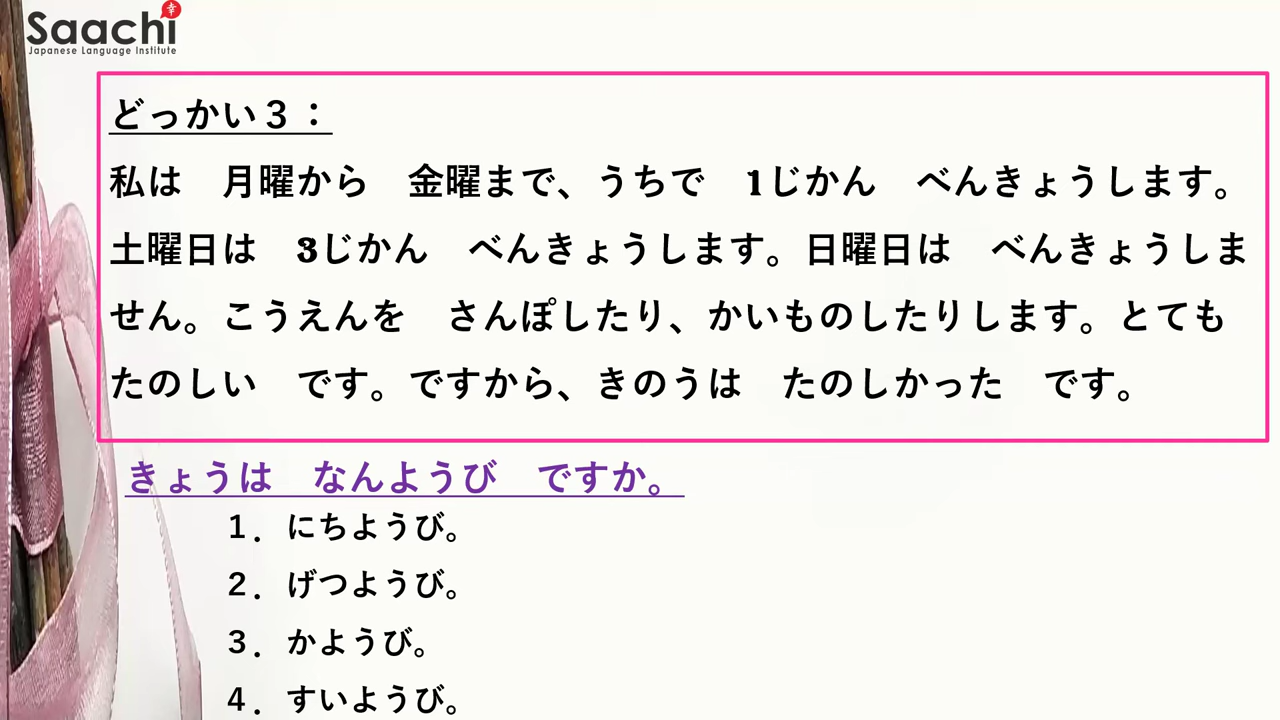 Saachi
幸
Japanese Language Institute
どっかい３：
私は　月曜から　金曜まで、うちで　1じかん　べんきょうします。
土曜日は　3じかん　べんきょうします。日曜日は　べんきょうしま
せん。こうえんを　さんぽしたり、かいものしたりします。とても
たのしい　です。ですから、きのうは　たのしかった　です。
きょうは　なんようび　ですか。
１．にちようび。
２．げつようび。
３．かようび。
４．すいようび。